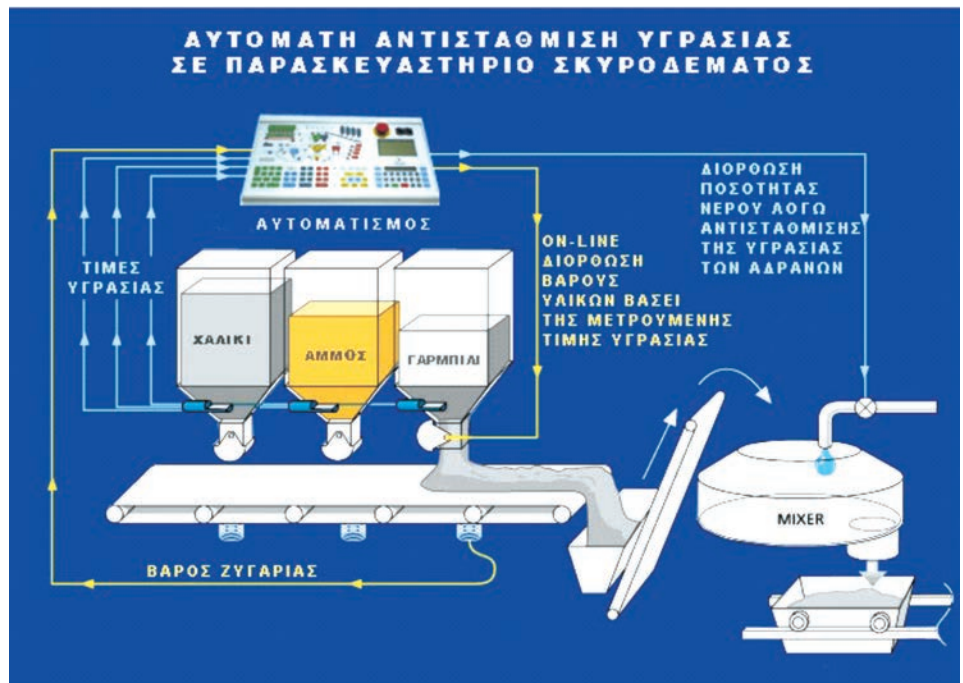 ΑΥΤΟΜΑΤΗ ΑΝΤΙΣΤΑΘΜΙΣΗ ΥΓΡΑΣΙΑΣ
ΣΕ ΠΑΡΑΣΚΕΥΑΣΤΗΡΙΟ ΣΚΥΡΟΔΕΜΑΤΟΣ
ΑΥΤΟΜΑΤΙΣΜΟΣ
ΔΙΟΡΘΩΣΗ
ΠΟΣΟΤΗΤΑΣ
ΝΕΡΟΥ ΛΟΓΩ
ΑΝΤΙΣΤΑΘΜΙΣΗΣ
ΤΗΣ ΥΓΡΑΣΙΑΣ
ΤΩΝ ΑΔΡΑΝΩΝ
ΤΙΜΕΣ
ΥΓΡΑΣΙΑΣ
ON-LINE
ΔΙΟΡΘΩΣΗ
ΒΑΡΟΥΣ
ΥΛΙΚΩΝ ΒΑΣΕΙ
ΤΗΣ ΜΕΤΡΟΥΜΕΝΗΣ
ΤΙΜΗΣ ΥΓΡΑΣΙΑΣ
ΧΑΛΙΚΙ
ΑΜΜΟΣ
ΓΑΡΜΠΙΛΙ
MIXER
ΒΑΡΟΣ ΖΥΓΑΡΙΑΣ